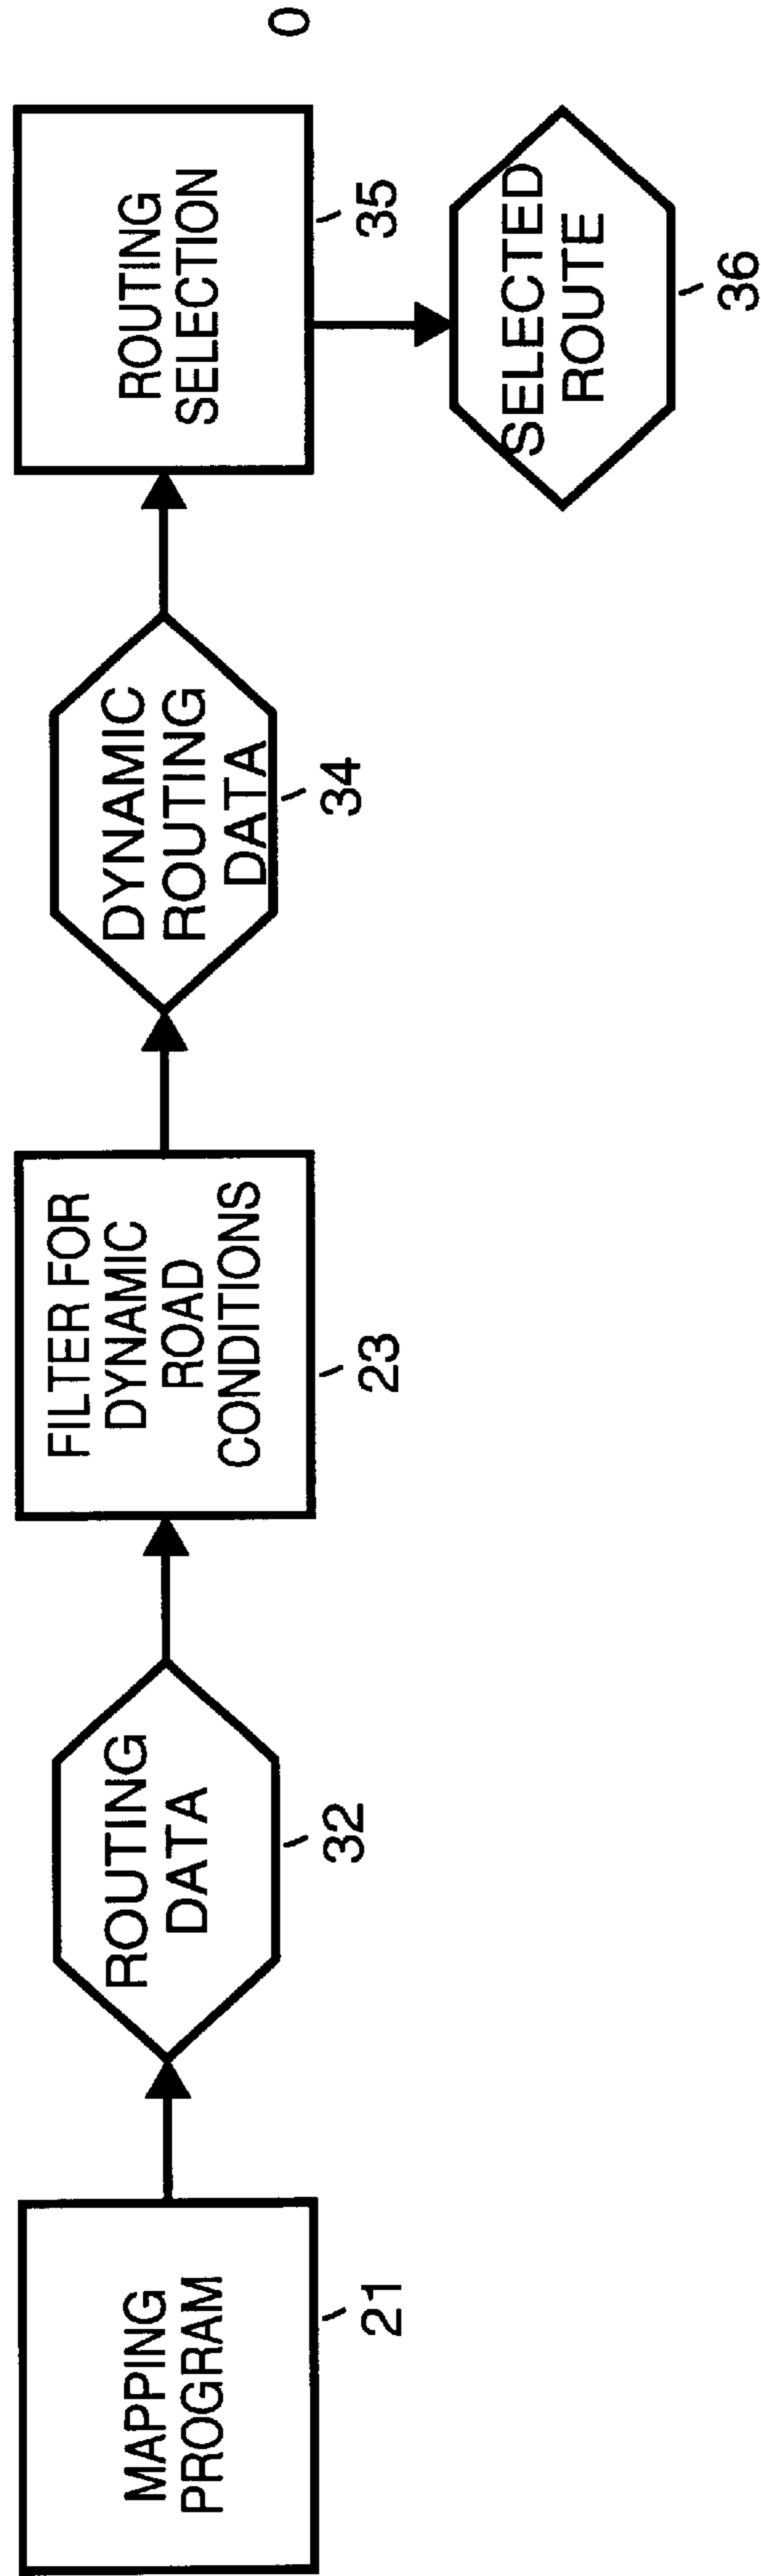 MAPPING
PROGRAM
21
ROUTING
DATA
32
FILTER FOR
DYNAMIC
ROAD
CONDITIONS
23
DYNAMIC
ROUTING
DATA
34
ROUTING
SELECTION
35
SELECTED
ROUTE
36
0